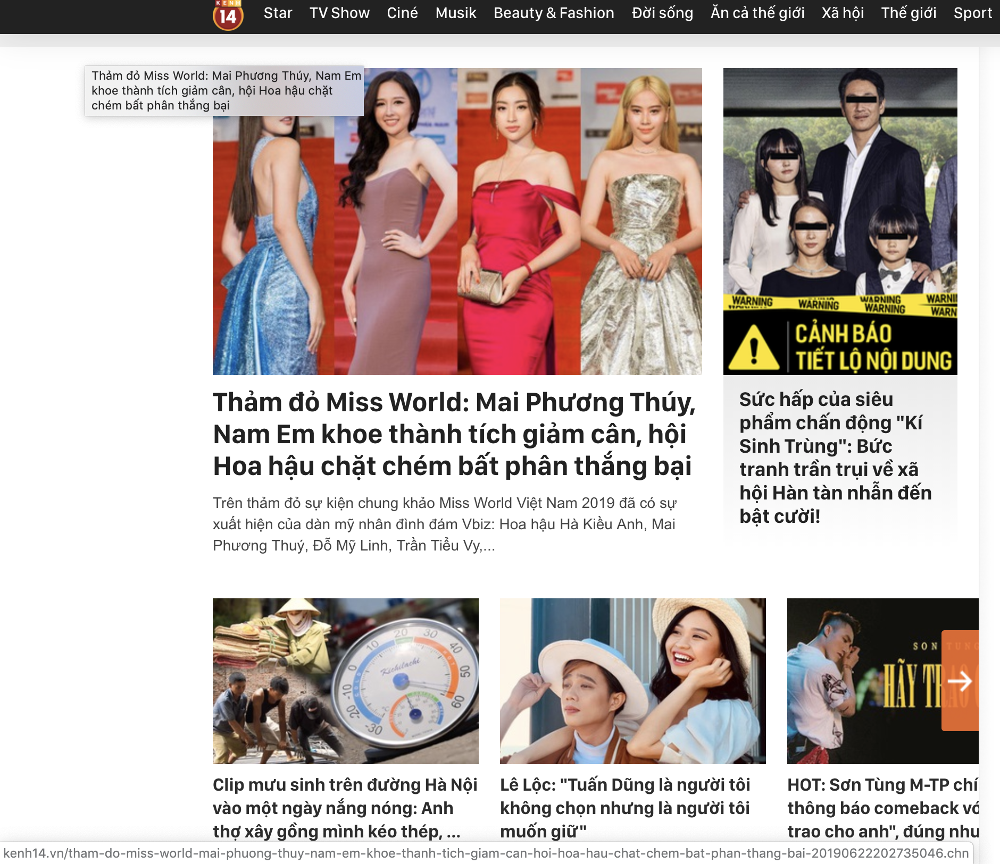 KENH
14
Star TV Show Ciné Musik Beauty & Fashion Đời sống Ăn cả thế giới Xã hội Thế giới Sport
Thảm đỏ Miss World: Mai Phương Thúy, Nam Em
khoe thành tích giảm cân, hội Hoa hậu chặt
chém bất phân thắng bại
WARNING WARNING WARNING WARNING
CẢNH BÁO
TIẾT LỘ NỘI DUNG
Thảm đỏ Miss World: Mai Phương Thúy,
Nam Em khoe thành tích giảm cân, hội
Hoa hậu chặt chém bất phân thắng bại
Trên thảm đỏ sự kiện chung khảo Miss World Việt Nam 2019 đã có sự
xuất hiện của dàn mỹ nhân đình đám Vbiz: Hoa hậu Hà Kiều Anh, Mai
Phương Thuý, Đỗ Mỹ Linh, Trần Tiểu Vy,...
Sức hấp của siêu
phẩm chấn động "Kí
Sinh Trùng": Bức
tranh trần trụi về xã
hội Hàn tàn nhẫn đến
bật cười!
-30 -20 -10 0 10 20 30 40 50 60
Kichilachi
SON TUNG
HÃY TRAO
Clip mưu sinh trên đường Hà Nội
vào một ngày nắng nóng: Anh
thợ xây gồng mình kéo thép, ...
Lê Lộc: "Tuấn Dũng là người tôi
không chọn nhưng là người tôi
muốn giữ"
HOT: Sơn Tùng M-TP chí
thông báo comeback vớ
trao cho anh", đúng như
kenh14.vn/tham-do-miss-world-mai-phuong-thuy-nam-em-khoe-thanh-tich-giam-can-hoi-hoa-hau-chat-chem-bat-phan-thang-bai-20190622202735046.chn